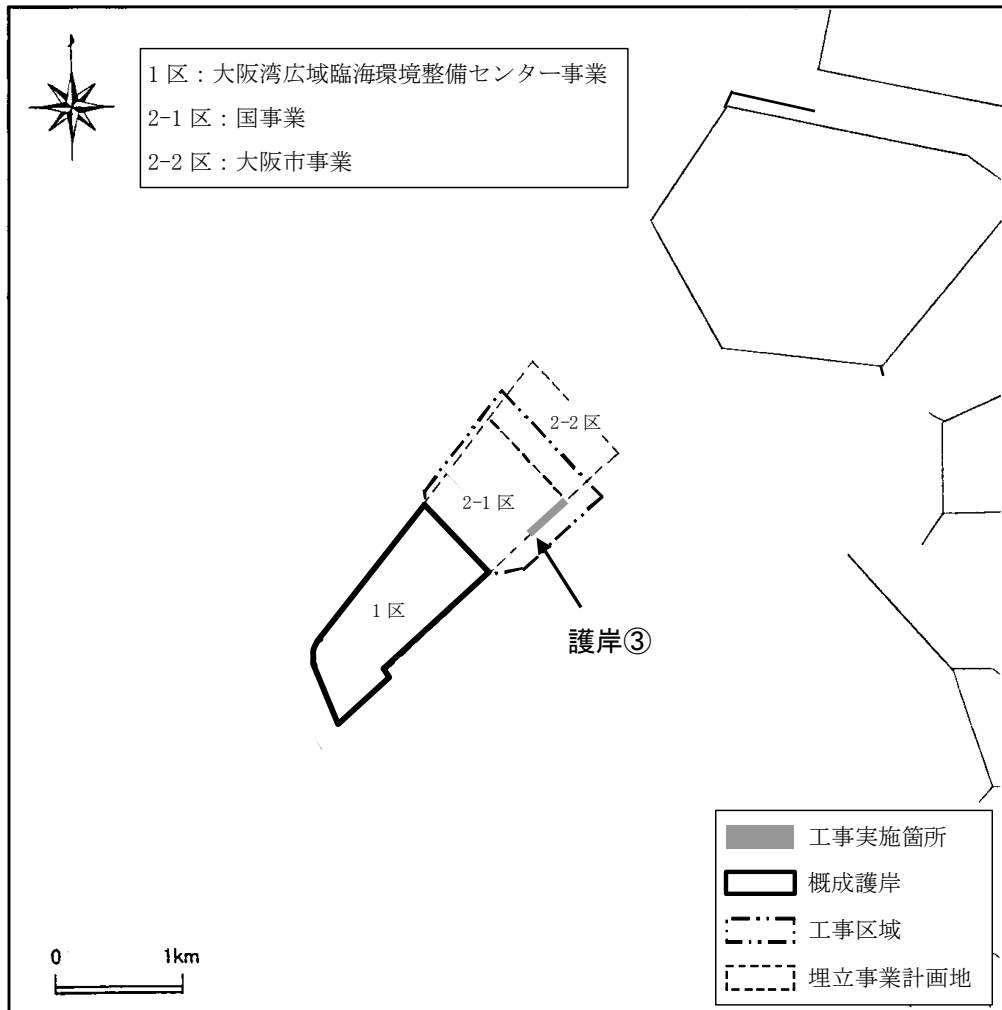 1区：大阪湾広域臨海環境整備センター事業
2-1区：国事業
2-2区：大阪市事業
2-2区
2-1区
1区
護岸③
工事実施箇所
概成護岸
工事区域
埋立事業計画地
0 1km